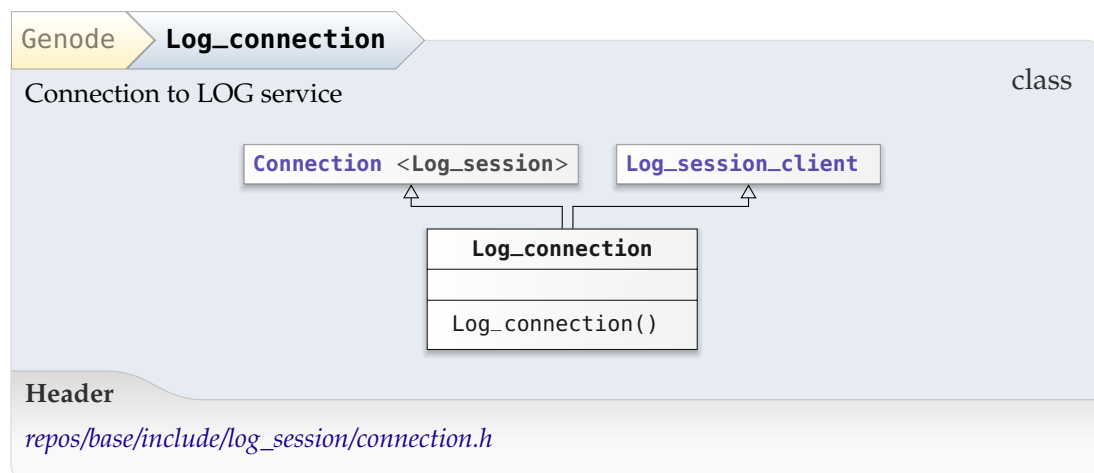 Genode Log_connection
class
Connection to LOG service
Connection <Log_session> Log_session_client
Log_connection
Log_connection()
Header
repos/base/include/log_session/connection.h